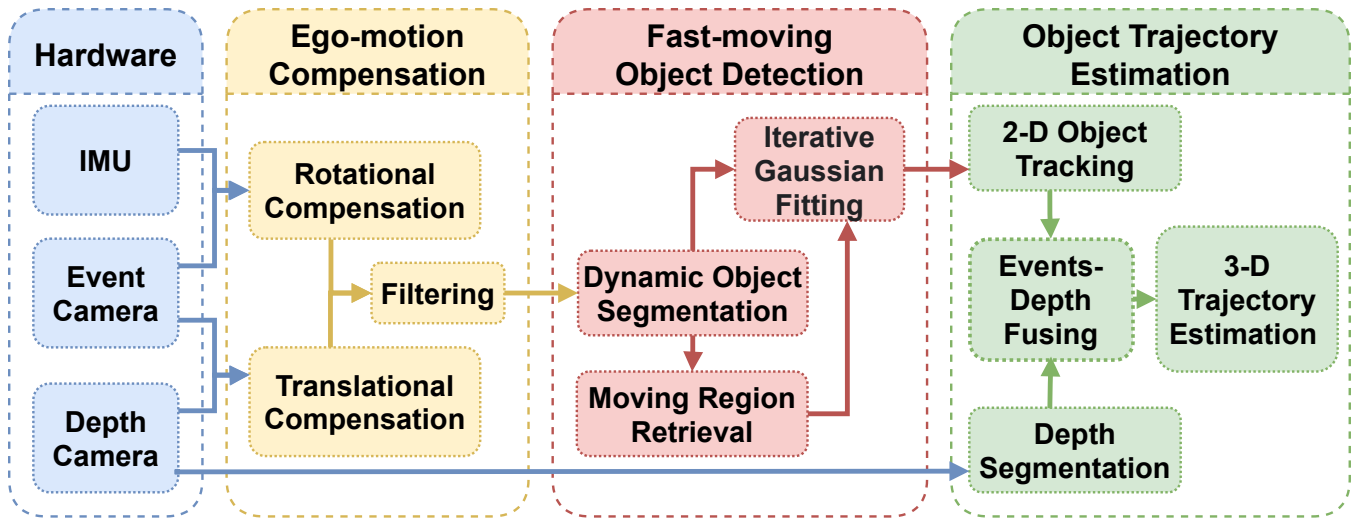 Hardware
IMU
Event
Camera
Depth
Camera
Ego-motion
Compensation
Rotational
Compensation
Filtering
Translational
Compensation
Fast-moving
Object Detection
Iterative
Gaussian
Fitting
Dynamic Object
Segmentation
Moving Region
Retrieval
Object Trajectory
Estimation
2-D Object
Tracking
Events-
Depth
Fusing
3-D
Trajectory
Estimation
Depth
Segmentation